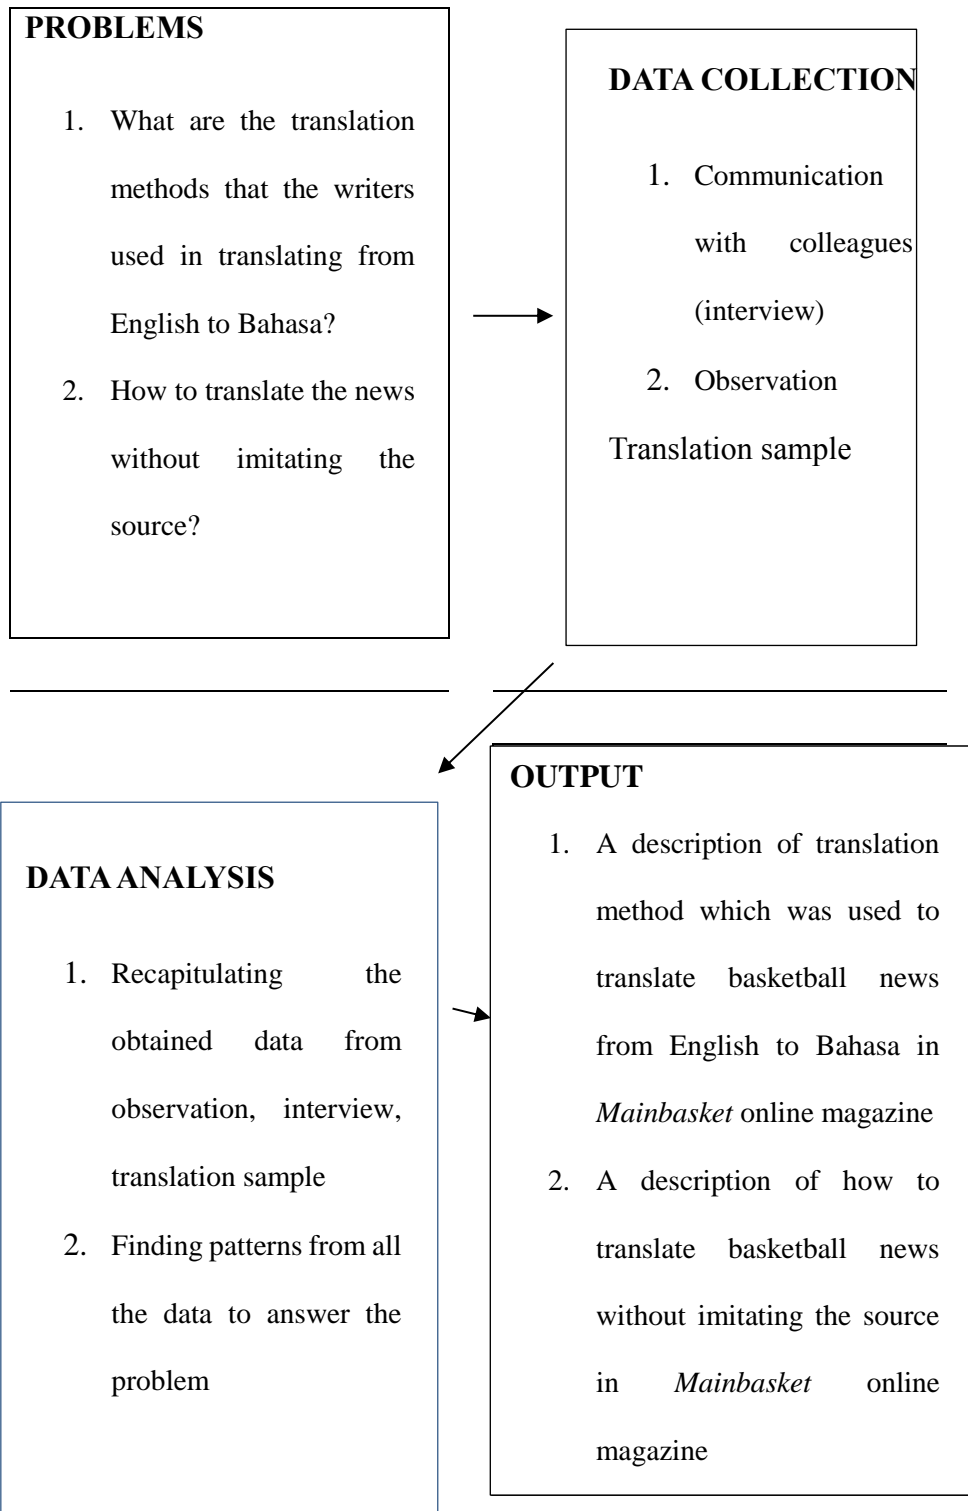 PROBLEMS
1. What are the translation
methods that the writers
used in translating from
English to Bahasa?
2. How to translate the news
without imitating the
source?
DATA COLLECTION
1. Communication
with colleagues
(interview)
2. Observation
Translation sample
DATA ANALYSIS
1. Recapitulating the
obtained data from
observation, interview,
translation sample
2. Finding patterns from all
the data to answer the
problem
OUTPUT
1. A description of translation
method which was used to
translate basketball news
from English to Bahasa in
Mainbasket online magazine
2. A description of how to
translate basketball news
without imitating the source
in Mainbasket online
magazine